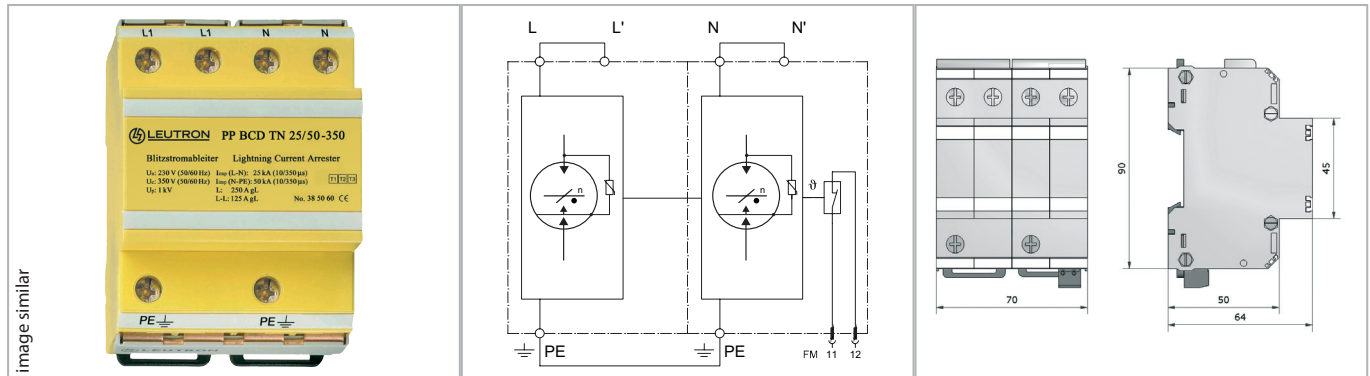 image similar
L1 L1 N N
LEUTRON PP BCD TN 25/50-350
Blitzstromableiter Lightning Current Arrester
Uₙ: 230 V (50/60 Hz) Iimp (L-N): 25 kA (10/350 µs)
Uc: 350 V (50/60 Hz) Iimp (N-PE): 50 kA (10/350 µs)
Up: 1 kV L: 250 A gL T1 T2 T3
L-L: 125 A gL No. 38 50 60 CE
PE PE
LEUTRON
L L' N N'
n n ϑ
PE PE FM 11 12
90 45
70 50
64